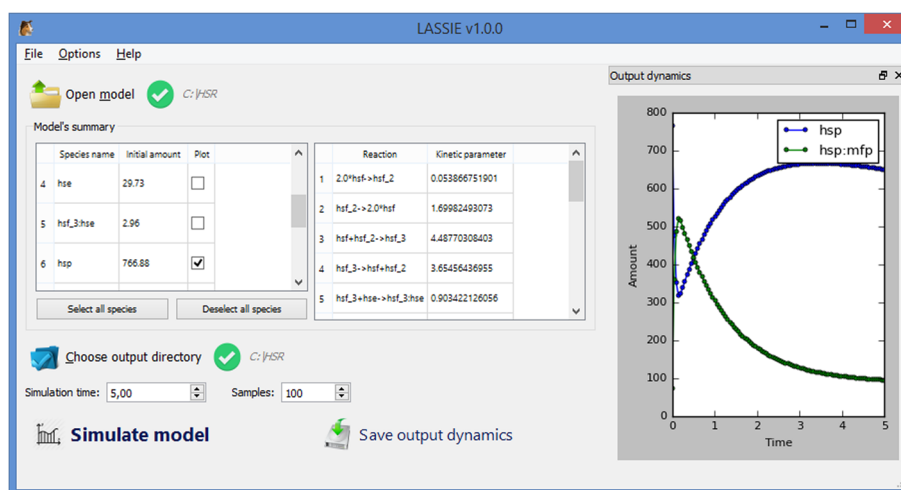 LASSIE v1.0.0
File Options Help
Open model C:\HSR
Model's summary
Species name Initial amount Plot
4 hse 29.73
5 hsf_3:hse 2.96
6 hsp 766.88
Select all species Deselect all species
Reaction Kinetic parameter
1 2.0*hsf->hsf_2 0.053866751901
2 hsf_2->2.0*hsf 1.69982493073
3 hsf+hsf_2->hsf_3 4.48770308403
4 hsf_3->hsf+hsf_2 3.65456436955
5 hsf_3+hse->hsf_3:hse 0.903422126056
Choose output directory C:\HSR
Simulation time: 5,00 Samples: 100
Simulate model Save output dynamics
Output dynamics
hsp
hsp:mfp
800
700
600
500
400
300
200
100
0
Amount
0 1 2 3 4 5
Time